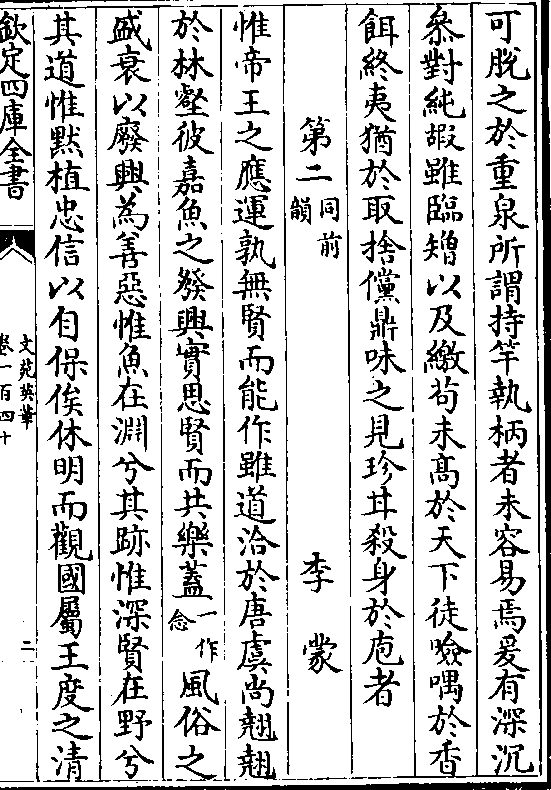 可脫之於重泉所謂持竿執柄者未容易焉爰有深沉
叅對純嘏雖臨矰以及繳茍未髙於天下徒噞喁於香
餌終夷猶於取捨儻鼎味之見珍甘殺身於庖者
第二同前韻 李蒙
惟帝王之應運孰無賢而能作雖道洽於唐虞尚翹翹
於林壑彼嘉魚之發興實思賢而共樂蓋一作念風俗之
盛衰以廢興為善惡惟魚在淵兮其跡惟深賢在野兮
其道惟黙植忠信以自保俟休明而觀國屬王度之清
欽定四庫全書
文苑英華
卷一百四十
二